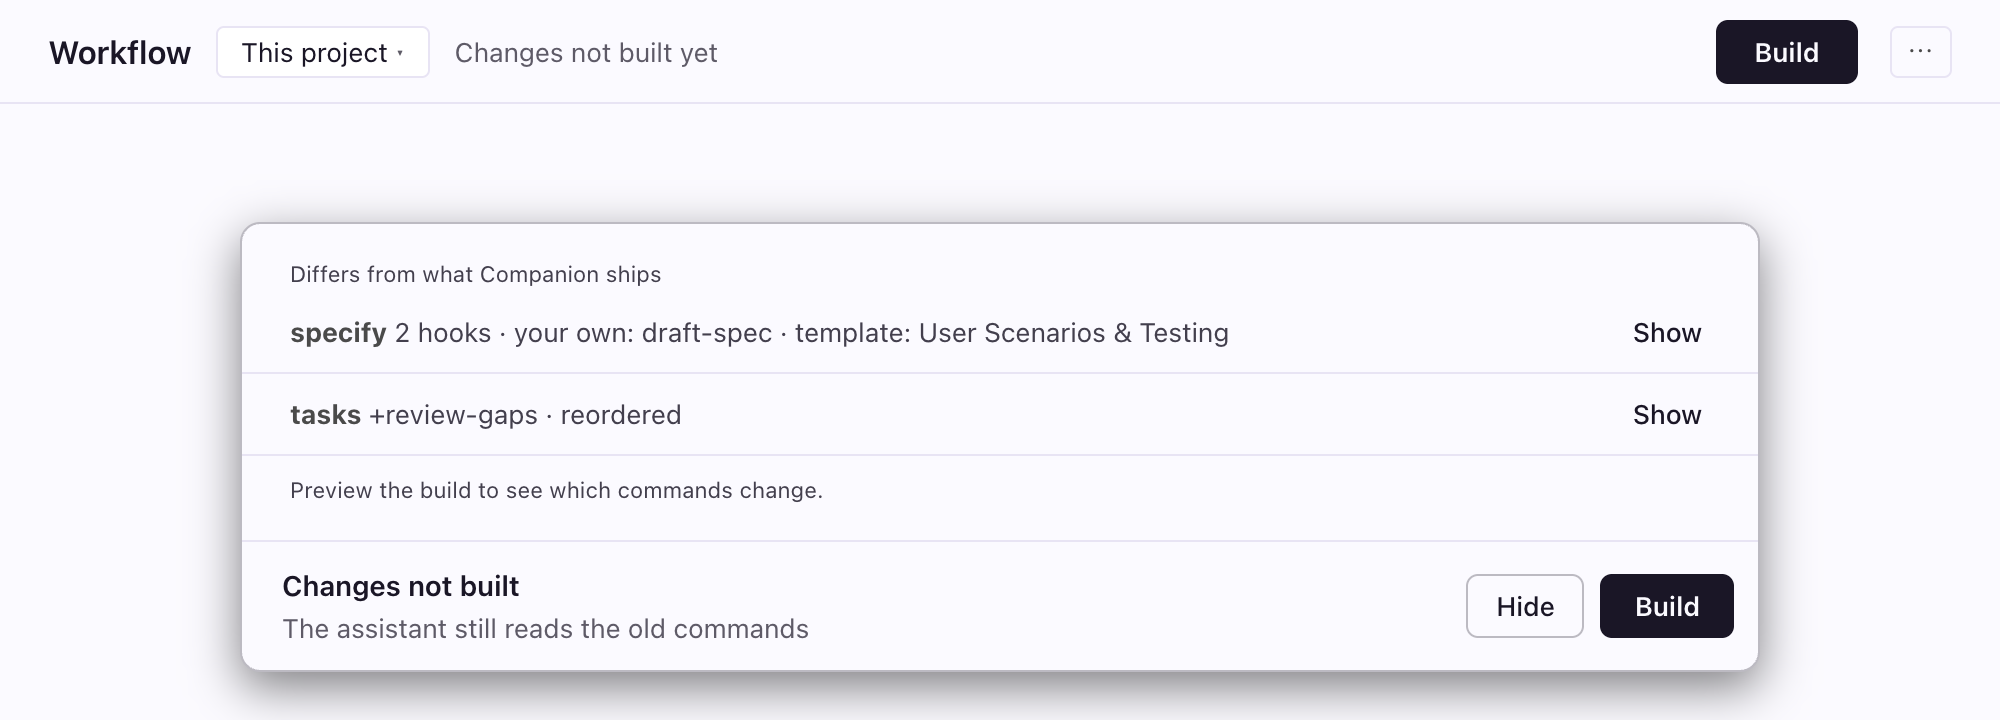 Workflow This project ▾ Changes not built yet Build ...
Differs from what Companion ships
specify 2 hooks · your own: draft-spec · template: User Scenarios & Testing Show
tasks +review-gaps · reordered Show
Preview the build to see which commands change.
Changes not built
The assistant still reads the old commands
Hide Build